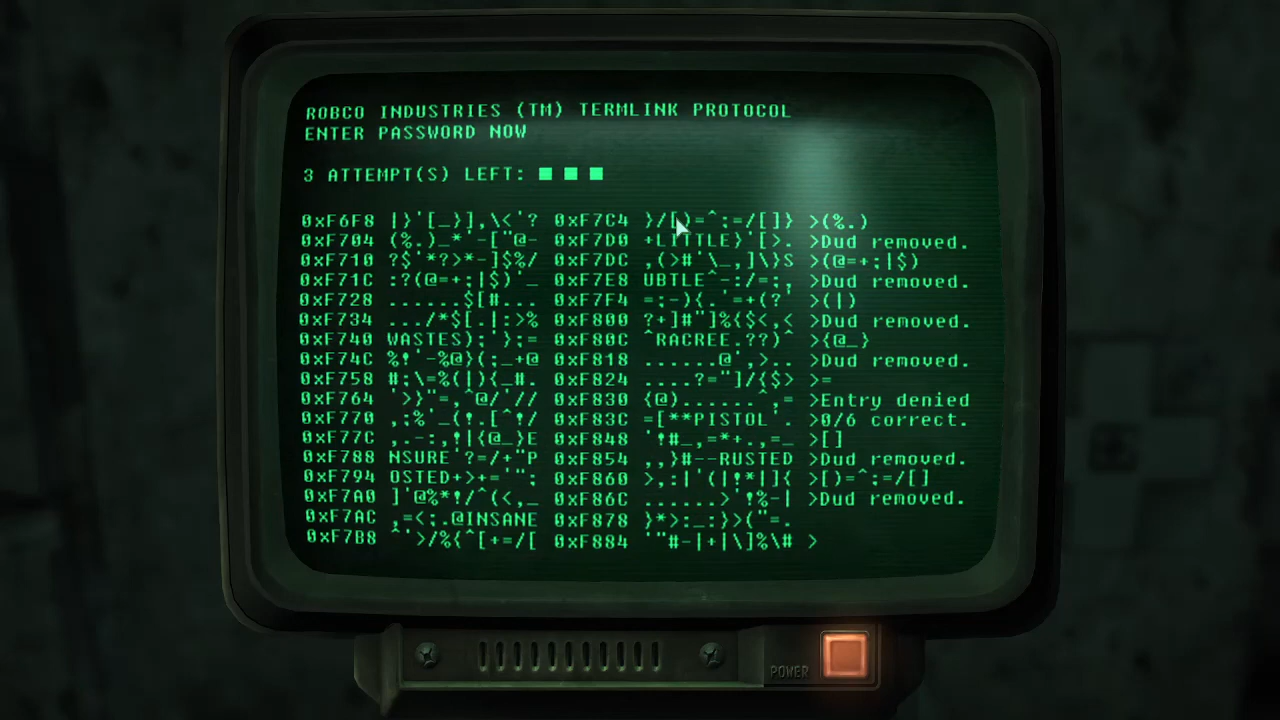 ROBCO INDUSTRIES (TM) TERMLINK PROTOCOL
ENTER PASSWORD NOW
3 ATTEMPT(S) LEFT: ■ ■ ■
0xF6F8 |}'[_}],\<'? 0xF7C4 }/[)=^;=/[]} >(%.)
0xF704 (%.)_*'-["@- 0xF7D0 +LITTLE}'[>. >Dud removed.
0xF710 ?$'*?>*-]$%/ 0xF7DC ,(>#'\_,]\}S >(@=+;|$)
0xF71C :?(@=+;|$)'_ 0xF7E8 UBTLE^-:/=;, >Dud removed.
0xF728 ......$[#... 0xF7F4 =;-){.'=+(? >(|)
0xF734 .../*$[.|:>% 0xF800 ?+]#"]%{$<,< >Dud removed.
0xF740 WASTES);'};= 0xF80C ^RACREE.??)^ >{@_}
0xF74C %!'-%@}(;_+@ 0xF818 ......@',>.. >Dud removed.
0xF758 #;\=%(|){_#. 0xF824 ....?="]/{$> >=
0xF764 '>}"=,^@/'// 0xF830 {@)......^,= >Entry denied
0xF770 ,:%'_(!.[^!/ 0xF83C =[**PISTOL'. >0/6 correct.
0xF77C ,.-:,!|{@_}E 0xF848 '!#_,=*+.,=_ >[]
0xF788 NSURE'?=/+"P 0xF854 ,,}#--RUSTED >Dud removed.
0xF794 OSTED+>+='"; 0xF860 >,:|'(|!*|]{ >[)=^;=/[]
0xF7A0 ]'@%*!/^(<,_ 0xF86C ......>'!%-| >Dud removed.
0xF7AC ,=<;.@INSANE 0xF878 }*>:_:}>("=.
0xF7B8 ^'>/%{^[+=/[ 0xF884 '"#-|+|\]%\# >
POWER